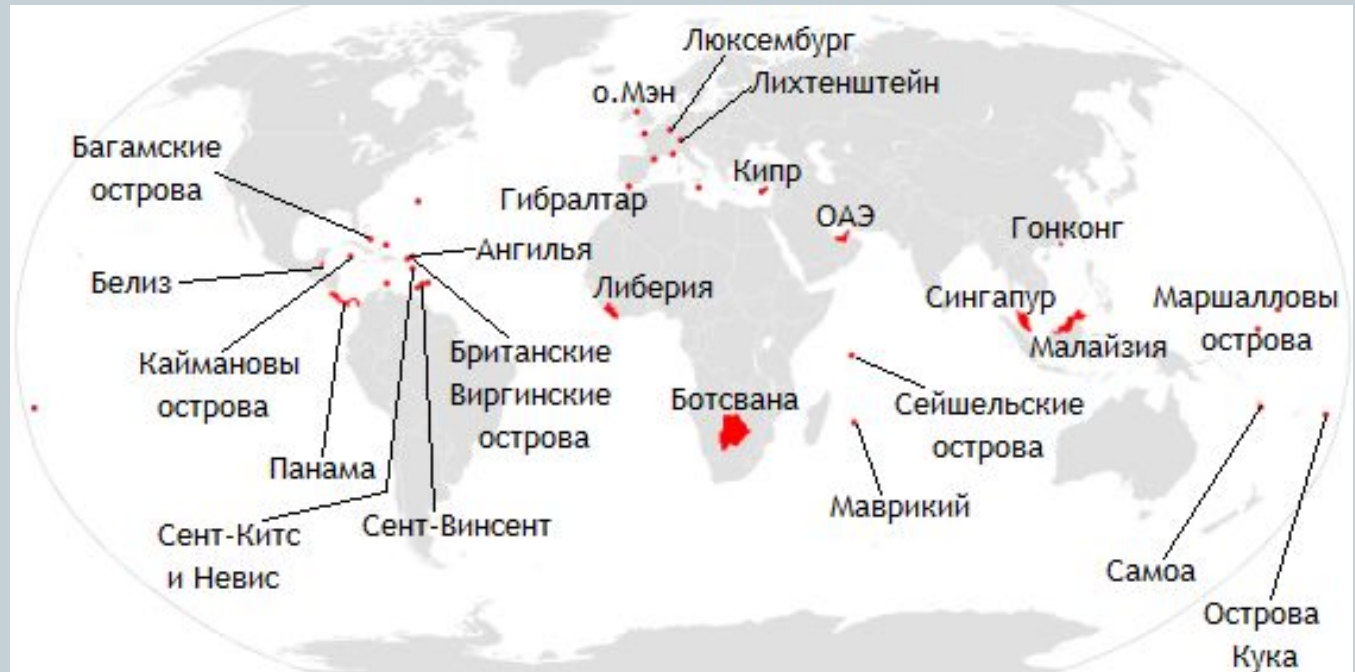 Люксембург
Лихтенштейн
о.Мэн
Багамские
острова
Кипр
Гибралтар
ОАЭ
Гонконг
Ангилья
Белиз
Либерия
Сингапур
Маршалловы
острова
Малайзия
Каймановы
острова
Британские
Виргинские
острова
Ботсвана
Сейшельские
острова
Панама
Маврикий
Сент-Винсент
Сент-Китс
и Невис
Самоа
Острова
Кука